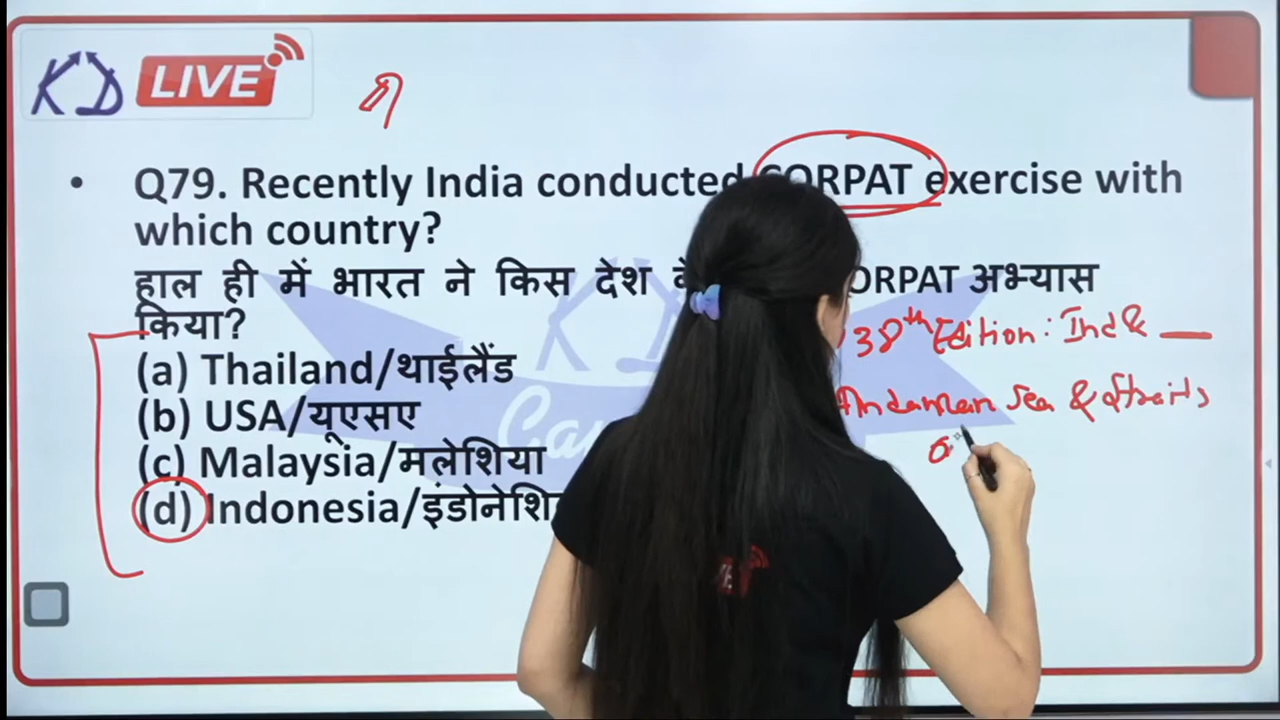 KD LIVE
• Q79. Recently India conducted CORPAT exercise with
which country?
हाल ही में भारत ने किस देश ORPAT अभ्यास
किया?
(a) Thailand/थाईलैंड
(b) USA/यूएसए
(c) Malaysia/मलेशिया
(d) Indonesia/इंडोनेशि
38th Edition: Ind &
Andaman Sea & straits